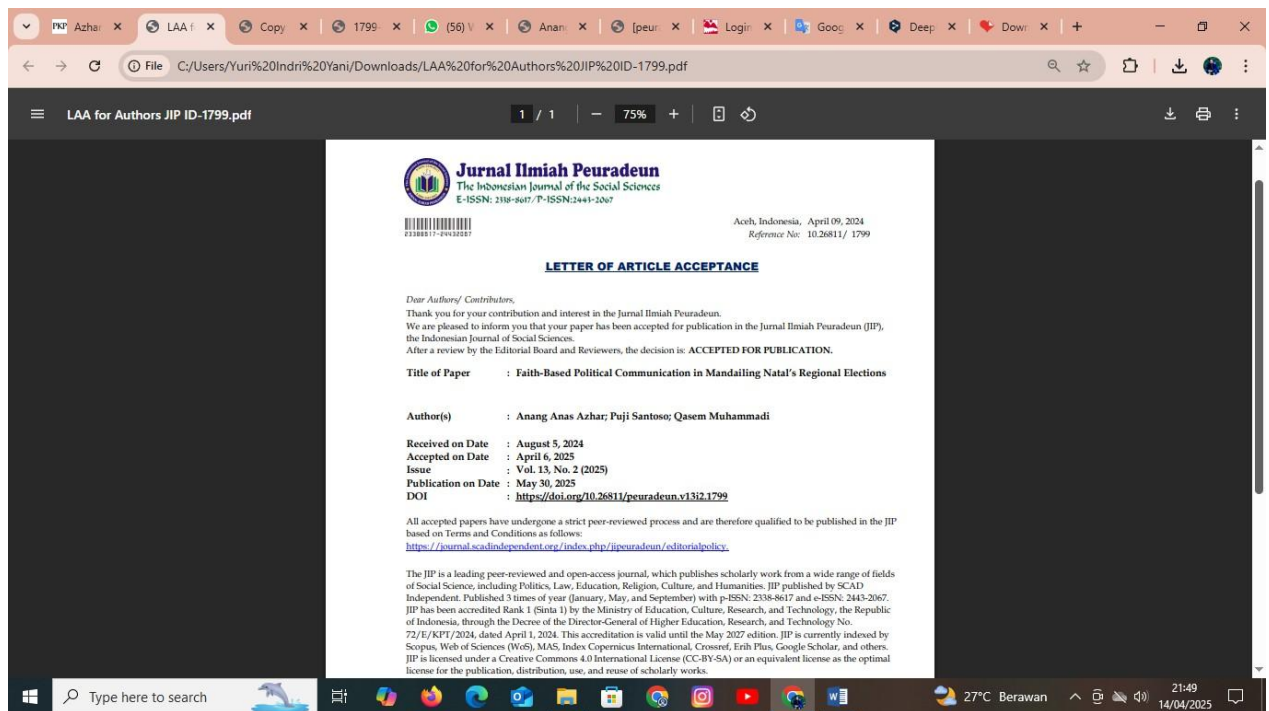 Azhar
LAA f
Copy
1799-
(56) V
Anan
[peur
Login
Goog
Deep
Down
File
C:/Users/Yuri%20Indri%20Yani/Downloads/LAA%20for%20Authors%20JIP%20ID-1799.pdf
LAA for Authors JIP ID-1799.pdf
1 / 1
75%
Jurnal Ilmiah Peuradeun
The Indonesian Journal of the Social Sciences
E-ISSN: 2338-8617/P-ISSN:2443-2067
23388617-24432067
Aceh, Indonesia, April 09, 2024
Reference No: 10.26811/ 1799
LETTER OF ARTICLE ACCEPTANCE
Dear Authors/ Contributors,
Thank you for your contribution and interest in the Jurnal Ilmiah Peuradeun.
We are pleased to inform you that your paper has been accepted for publication in the Jurnal Ilmiah Peuradeun (JIP),
the Indonesian Journal of Social Sciences.
After a review by the Editorial Board and Reviewers, the decision is: ACCEPTED FOR PUBLICATION.
Title of Paper : Faith-Based Political Communication in Mandailing Natal's Regional Elections
Author(s) : Anang Anas Azhar; Puji Santoso; Qasem Muhammadi
Received on Date : August 5, 2024
Accepted on Date : April 6, 2025
Issue : Vol. 13, No. 2 (2025)
Publication on Date : May 30, 2025
DOI : https://doi.org/10.26811/peuradeun.v13i2.1799
All accepted papers have undergone a strict peer-reviewed process and are therefore qualified to be published in the JIP
based on Terms and Conditions as follows:
https://journal.scadindependent.org/index.php/jipeuradeun/editorialpolicy.
The JIP is a leading peer-reviewed and open-access journal, which publishes scholarly work from a wide range of fields
of Social Science, including Politics, Law, Education, Religion, Culture, and Humanities. JIP published by SCAD
Independent. Published 3 times of year (January, May, and September) with p-ISSN: 2338-8617 and e-ISSN: 2443-2067.
JIP has been accredited Rank 1 (Sinta 1) by the Ministry of Education, Culture, Research, and Technology, the Republic
of Indonesia, through the Decree of the Director-General of Higher Education, Research, and Technology No.
72/E/KPT/2024, dated April 1, 2024. This accreditation is valid until the May 2027 edition. JIP is currently indexed by
Scopus, Web of Sciences (WoS), MAS, Index Copernicus International, Crossref, Erih Plus, Google Scholar, and others.
JIP is licensed under a Creative Commons 4.0 International License (CC-BY-SA) or an equivalent license as the optimal
license for the publication, distribution, use, and reuse of scholarly works.
Type here to search
27°C Berawan
21:49
14/04/2025